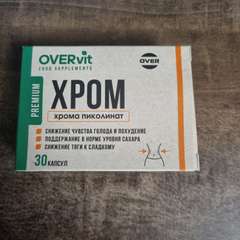 OVERvit
FOOD SUPPLEMENTS
OVER
PREMIUM
ХРОМ
хрома пиколинат
СНИЖЕНИЕ ЧУВСТВА ГОЛОДА И ПОХУДЕНИЕ
ПОДДЕРЖАНИЕ В НОРМЕ УРОВНЯ САХАРА
СНИЖЕНИЕ ТЯГИ К СЛАДКОМУ
30 КАПСУЛ